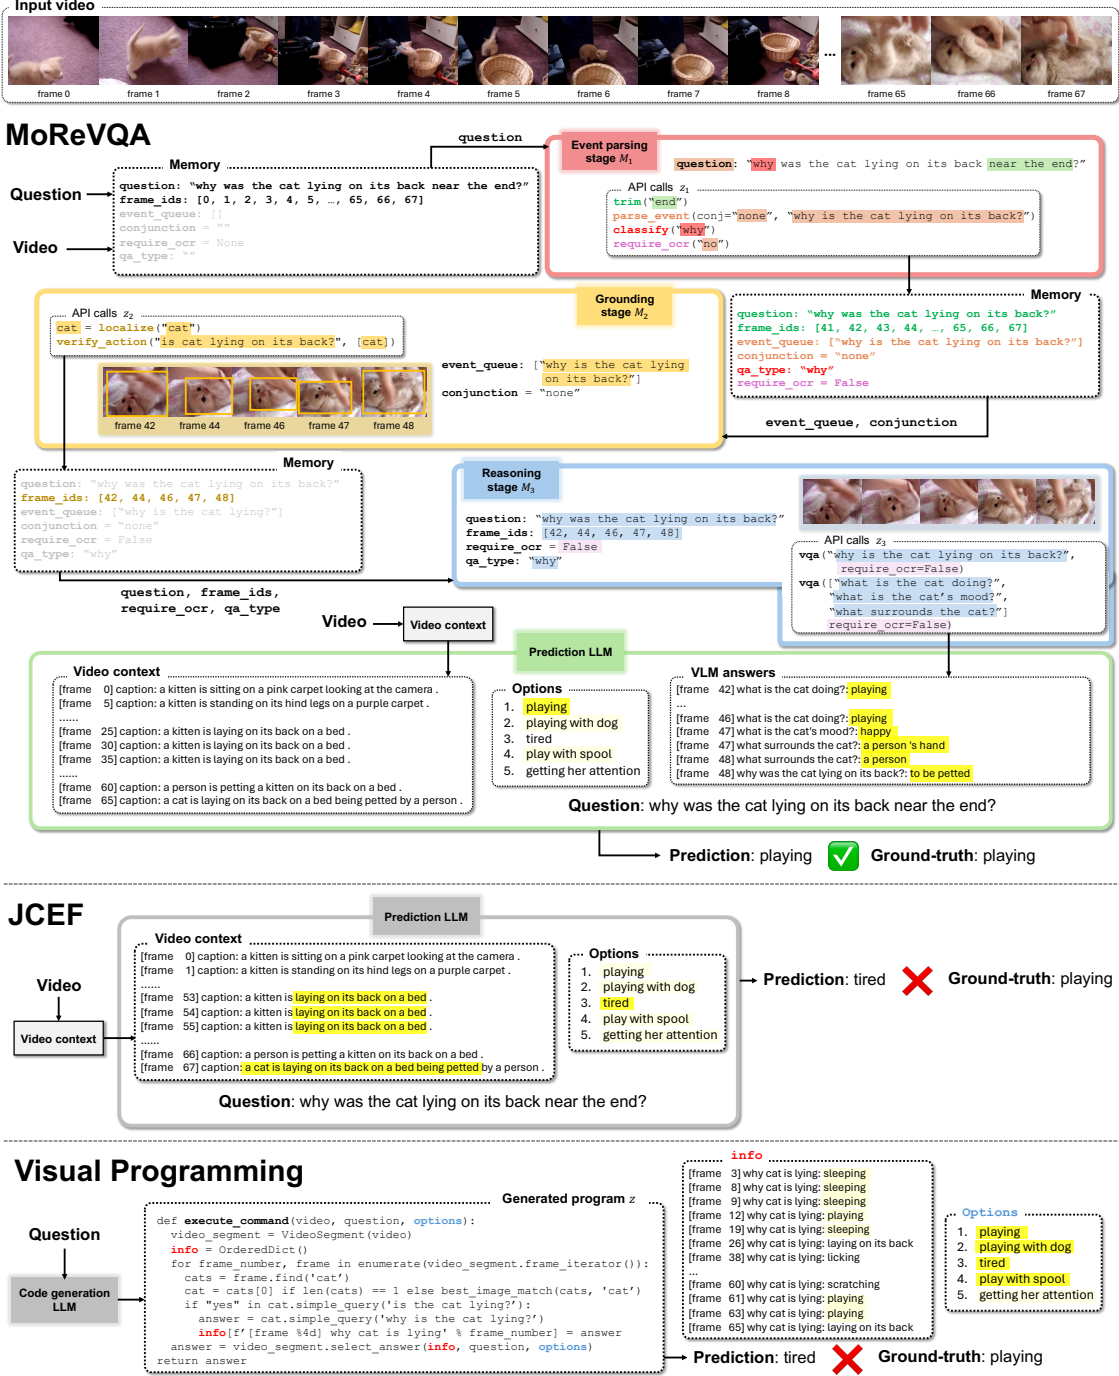 Input video
frame 0 frame 1 frame 2 frame 3 frame 4 frame 5 frame 6 frame 7 frame 8 ... frame 65 frame 66 frame 67
MoReVQA
question
Event parsing
stage M1
question: “why was the cat lying on its back near the end?”
API calls z1
trim(“end”)
parse_event(conj=“none”, “why is the cat lying on its back?”)
classify(“why”)
require_ocr(“no”)
Memory
Question
Video
question: “why was the cat lying on its back near the end?”
frame_ids: [0, 1, 2, 3, 4, 5, …, 65, 66, 67]
event_queue: []
conjunction = “”
require_ocr = None
qa_type: “”
Grounding
stage M2
API calls z2
cat = localize("cat")
verify_action("is cat lying on its back?", [cat])
frame 42 frame 44 frame 46 frame 47 frame 48
event_queue: [“why is the cat lying
on its back?”]
conjunction = “none”
Memory
question: “why was the cat lying on its back?”
frame_ids: [41, 42, 43, 44, …, 65, 66, 67]
event_queue: [“why is the cat lying on its back?”]
conjunction = “none”
qa_type: “why”
require_ocr = False
event_queue, conjunction
Memory
question: “why was the cat lying on its back?”
frame_ids: [42, 44, 46, 47, 48]
event_queue: [“why is the cat lying?”]
conjunction = “none”
require_ocr = False
qa_type: “why”
question, frame_ids,
require_ocr, qa_type
Reasoning
stage M3
question: “why was the cat lying on its back?”
frame_ids: [42, 44, 46, 47, 48]
require_ocr = False
qa_type: “why”
API calls z3
vqa(“why is the cat lying on its back?”,
require_ocr=False)
vqa([“what is the cat doing?”,
“what is the cat’s mood?”,
“what surrounds the cat?”]
require_ocr=False)
Video
Video context
Prediction LLM
Video context
[frame 0] caption: a kitten is sitting on a pink carpet looking at the camera .
[frame 5] caption: a kitten is standing on its hind legs on a purple carpet .
......
[frame 25] caption: a kitten is laying on its back on a bed .
[frame 30] caption: a kitten is laying on its back on a bed .
[frame 35] caption: a kitten is laying on its back on a bed .
......
[frame 60] caption: a person is petting a kitten on its back on a bed .
[frame 65] caption: a cat is laying on its back on a bed being petted by a person .
Options
1. playing
2. playing with dog
3. tired
4. play with spool
5. getting her attention
VLM answers
[frame 42] what is the cat doing?: playing
...
[frame 46] what is the cat doing?: playing
[frame 47] what is the cat's mood?: happy
[frame 47] what surrounds the cat?: a person 's hand
[frame 48] what surrounds the cat?: a person
[frame 48] why was the cat lying on its back?: to be petted
Question: why was the cat lying on its back near the end?
Prediction: playing Ground-truth: playing
JCEF
Prediction LLM
Video
Video context
Video context
[frame 0] caption: a kitten is sitting on a pink carpet looking at the camera .
[frame 1] caption: a kitten is standing on its hind legs on a purple carpet .
......
[frame 53] caption: a kitten is laying on its back on a bed .
[frame 54] caption: a kitten is laying on its back on a bed .
[frame 55] caption: a kitten is laying on its back on a bed .
......
[frame 66] caption: a person is petting a kitten on its back on a bed .
[frame 67] caption: a cat is laying on its back on a bed being petted by a person .
Options
1. playing
2. playing with dog
3. tired
4. play with spool
5. getting her attention
Question: why was the cat lying on its back near the end?
Prediction: tired Ground-truth: playing
Visual Programming
Question
Code generation
LLM
Generated program z
def execute_command(video, question, options):
video_segment = VideoSegment(video)
info = OrderedDict()
for frame_number, frame in enumerate(video_segment.frame_iterator()):
cats = frame.find('cat')
cat = cats[0] if len(cats) == 1 else best_image_match(cats, 'cat')
if "yes" in cat.simple_query('is the cat lying?'):
answer = cat.simple_query('why is the cat lying?')
info[f'[frame %4d] why cat is lying' % frame_number] = answer
answer = video_segment.select_answer(info, question, options)
return answer
info
[frame 3] why cat is lying: sleeping
[frame 8] why cat is lying: sleeping
[frame 9] why cat is lying: sleeping
[frame 12] why cat is lying: playing
[frame 19] why cat is lying: sleeping
[frame 26] why cat is lying: laying on its back
[frame 38] why cat is lying: licking
...
[frame 60] why cat is lying: scratching
[frame 61] why cat is lying: playing
[frame 63] why cat is lying: playing
[frame 65] why cat is lying: laying on its back
Options
1. playing
2. playing with dog
3. tired
4. play with spool
5. getting her attention
Prediction: tired Ground-truth: playing